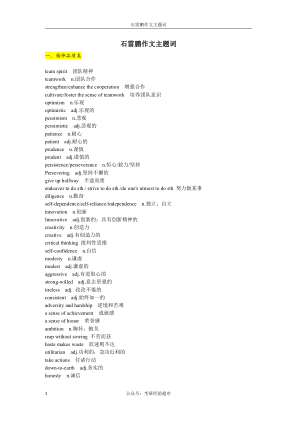 石雷鹏作文主题词
石雷鹏作文主题词
一、精神品质类
team spirit 团队精神
strengthen/enhance the cooperation 增强合作
cultivate/foster the sense of teamwork 培养团队意识
optimism n.乐观
optimistic adj.乐观的
pessimism n.悲观
pessimistic adj.悲观的
patience n.耐心
patient adj.耐心的
prudence n.谨慎
prudent adj.谨慎的
persistence/perseverance n.恒心/毅力/坚持
Persevering adj.坚持不懈的
give up halfway 半途而废
endeavor to do sth / strive to do sth /do one's utmost to do sth 努力做某事
diligence n.勤奋
self-dependence/self-reliance/independence n.独立；自立
Innovation n.创新
Innovative adj.创新的；具有创新精神的
creativity n.创造力
creative adj.有创造力的
critical thinking 批判性思维
self-confidence n.自信
modesty n.谦虚
modest adj.谦虚的
aggressive adj.有进取心的
strong-willed adj.意志坚强的
tireless adj. 孜孜不倦的
consistent adj.始终如一的
adversity and hardship 逆境和苦难
a sense of achievement 成就感
a sense of honor 荣誉感
ambition n.胸怀；抱负
reap without sowing 不劳而获
haste makes waste 欲速则不达
utilitarian adj.功利的；急功近利的
take actions 付诸行动
down-to-earth adj.务实的
honesty n.诚信
1 公众号：考研经验超市